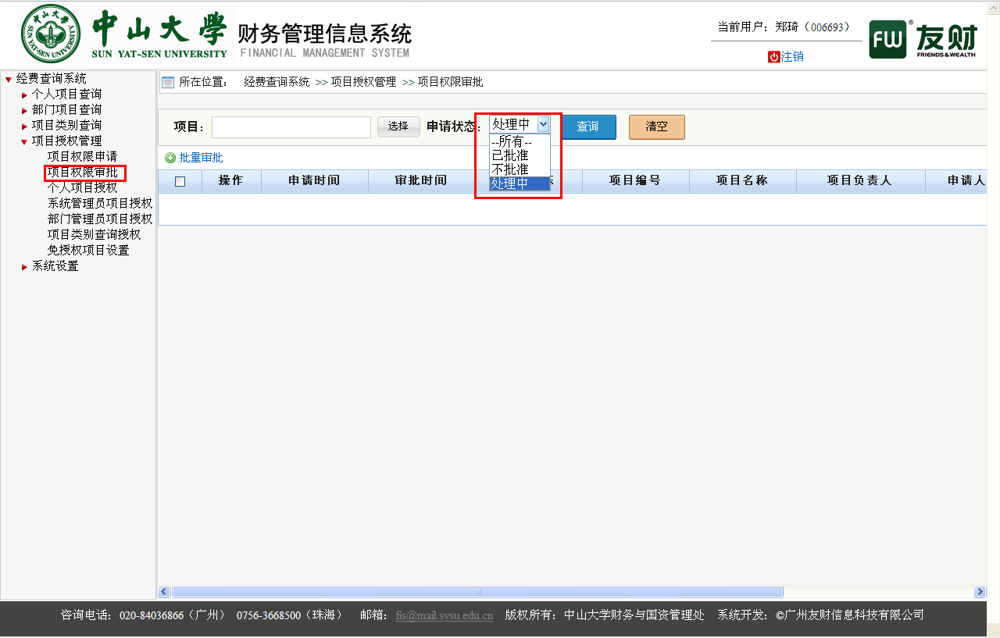 中山大学
SUN YAT-SEN UNIVERSITY
财务管理信息系统
FINANCIAL MANAGEMENT SYSTEM
当前用户：郑琦（006693）
注销
FW® 友财
FRIENDS&WEALTH
经费查询系统
个人项目查询
部门项目查询
项目类别查询
项目授权管理
项目权限申请
项目权限审批
个人项目授权
系统管理员项目授权
部门管理员项目授权
项目类别查询授权
免授权项目设置
系统设置
所在位置： 经费查询系统 >> 项目授权管理 >> 项目权限审批
项目： 选择 申请状态： 处理中 查询 清空
--所有--
已批准
不批准
处理中
批量审批
操作 申请时间 审批时间 项目编号 项目名称 项目负责人 申请人
咨询电话：020-84036866（广州） 0756-3668500（珠海） 邮箱：fis@mail.sysu.edu.cn 版权所有：中山大学财务与国资管理处 系统开发：©广州友财信息科技有限公司